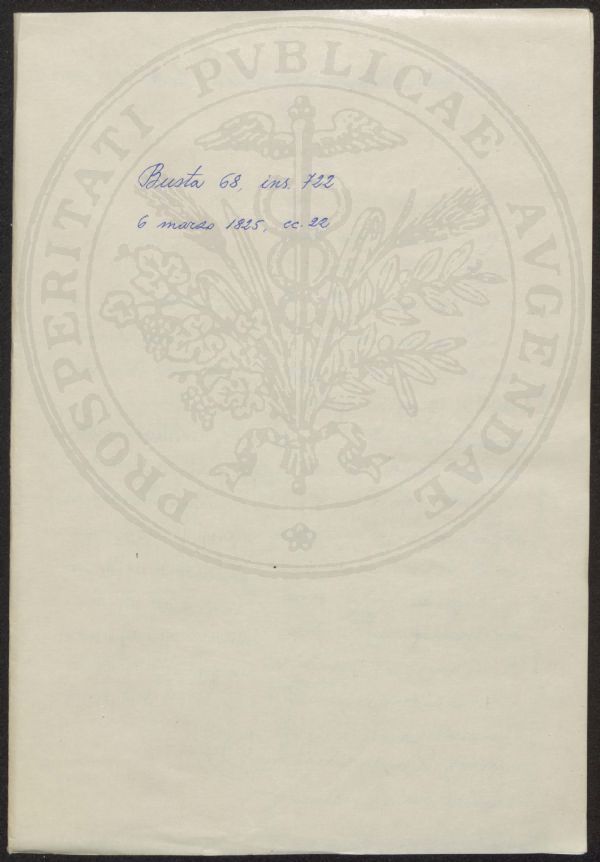 PROSPERITATI PVBLICAE AVGENDAE
Busta 68, ins. 722
6 marzo 1825, cc. 22